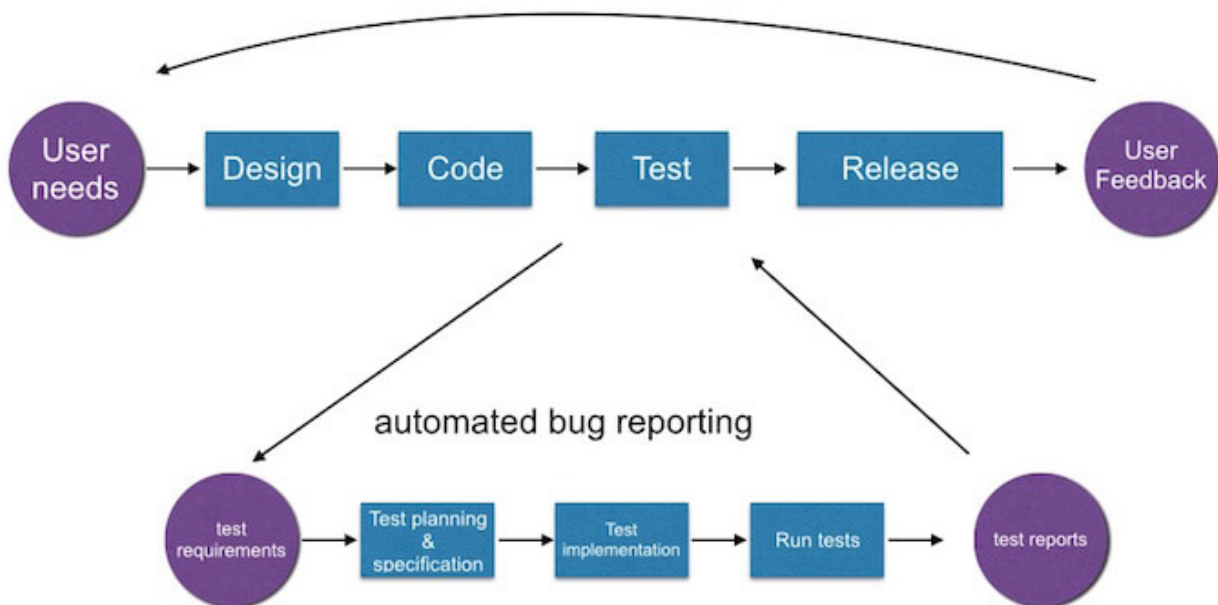 User
needs
Design
Code
Test
Release
User
Feedback
automated bug reporting
test
requirements
Test planning
&
specification
Test
implementation
Run tests
test reports